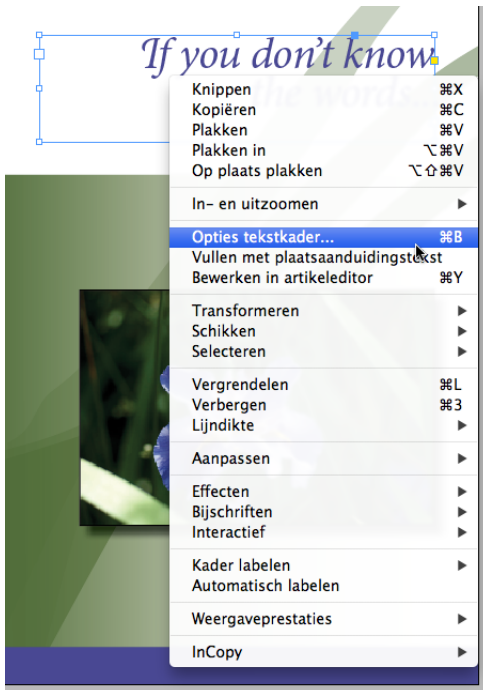 If you don't know
the words...
Knippen ⌘X
Kopiëren ⌘C
Plakken ⌘V
Plakken in ⌥⌘V
Op plaats plakken ⌥⇧⌘V
In- en uitzoomen ▶
Opties tekstkader... ⌘B
Vullen met plaatsaanduidingstekst
Bewerken in artikeleditor ⌘Y
Transformeren ▶
Schikken ▶
Selecteren ▶
Vergrendelen ⌘L
Verbergen ⌘3
Lijndikte ▶
Aanpassen ▶
Effecten ▶
Bijschriften ▶
Interactief ▶
Kader labelen ▶
Automatisch labelen
Weergaveprestaties ▶
InCopy ▶